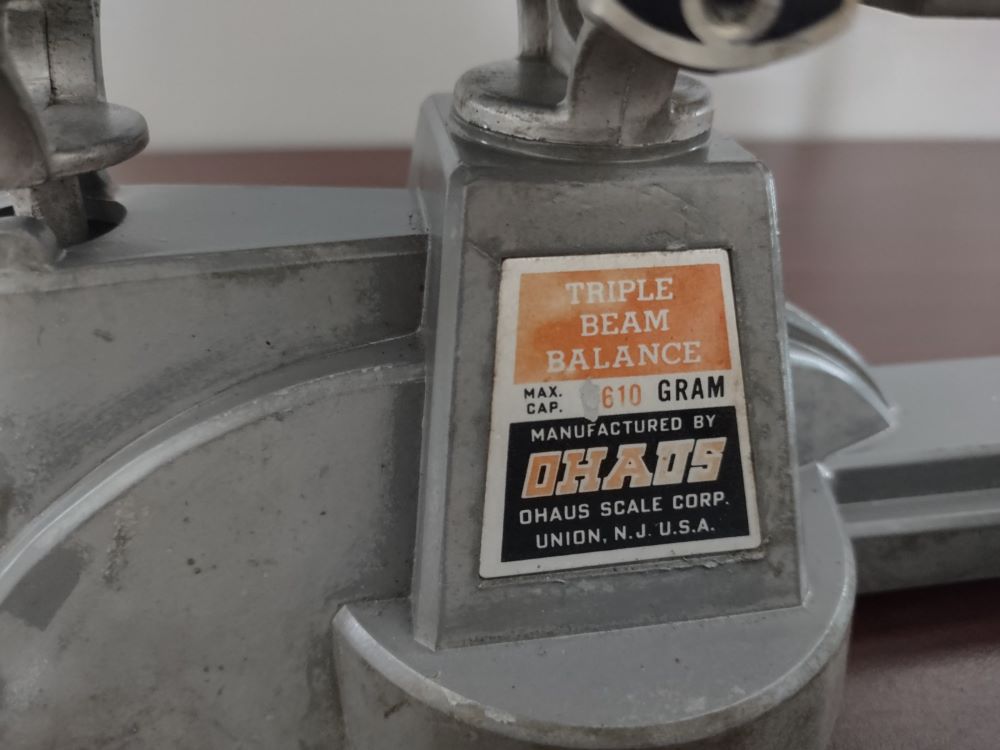 TRIPLE
BEAM
BALANCE
MAX.
CAP.
610 GRAM
MANUFACTURED BY
OHAUS
OHAUS SCALE CORP.
UNION, N.J. U.S.A.